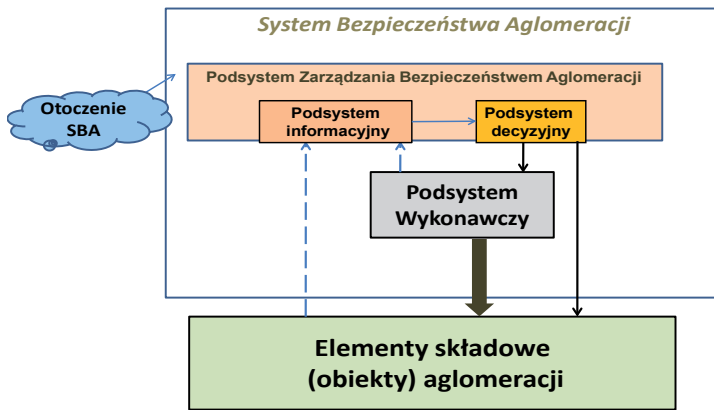 System Bezpieczeństwa Aglomeracji
Podsystem Zarządzania Bezpieczeństwem Aglomeracji
Otoczenie
SBA
Podsystem
informacyjny
Podsystem
decyzyjny
Podsystem
Wykonawczy
Elementy składowe
(obiekty) aglomeracji